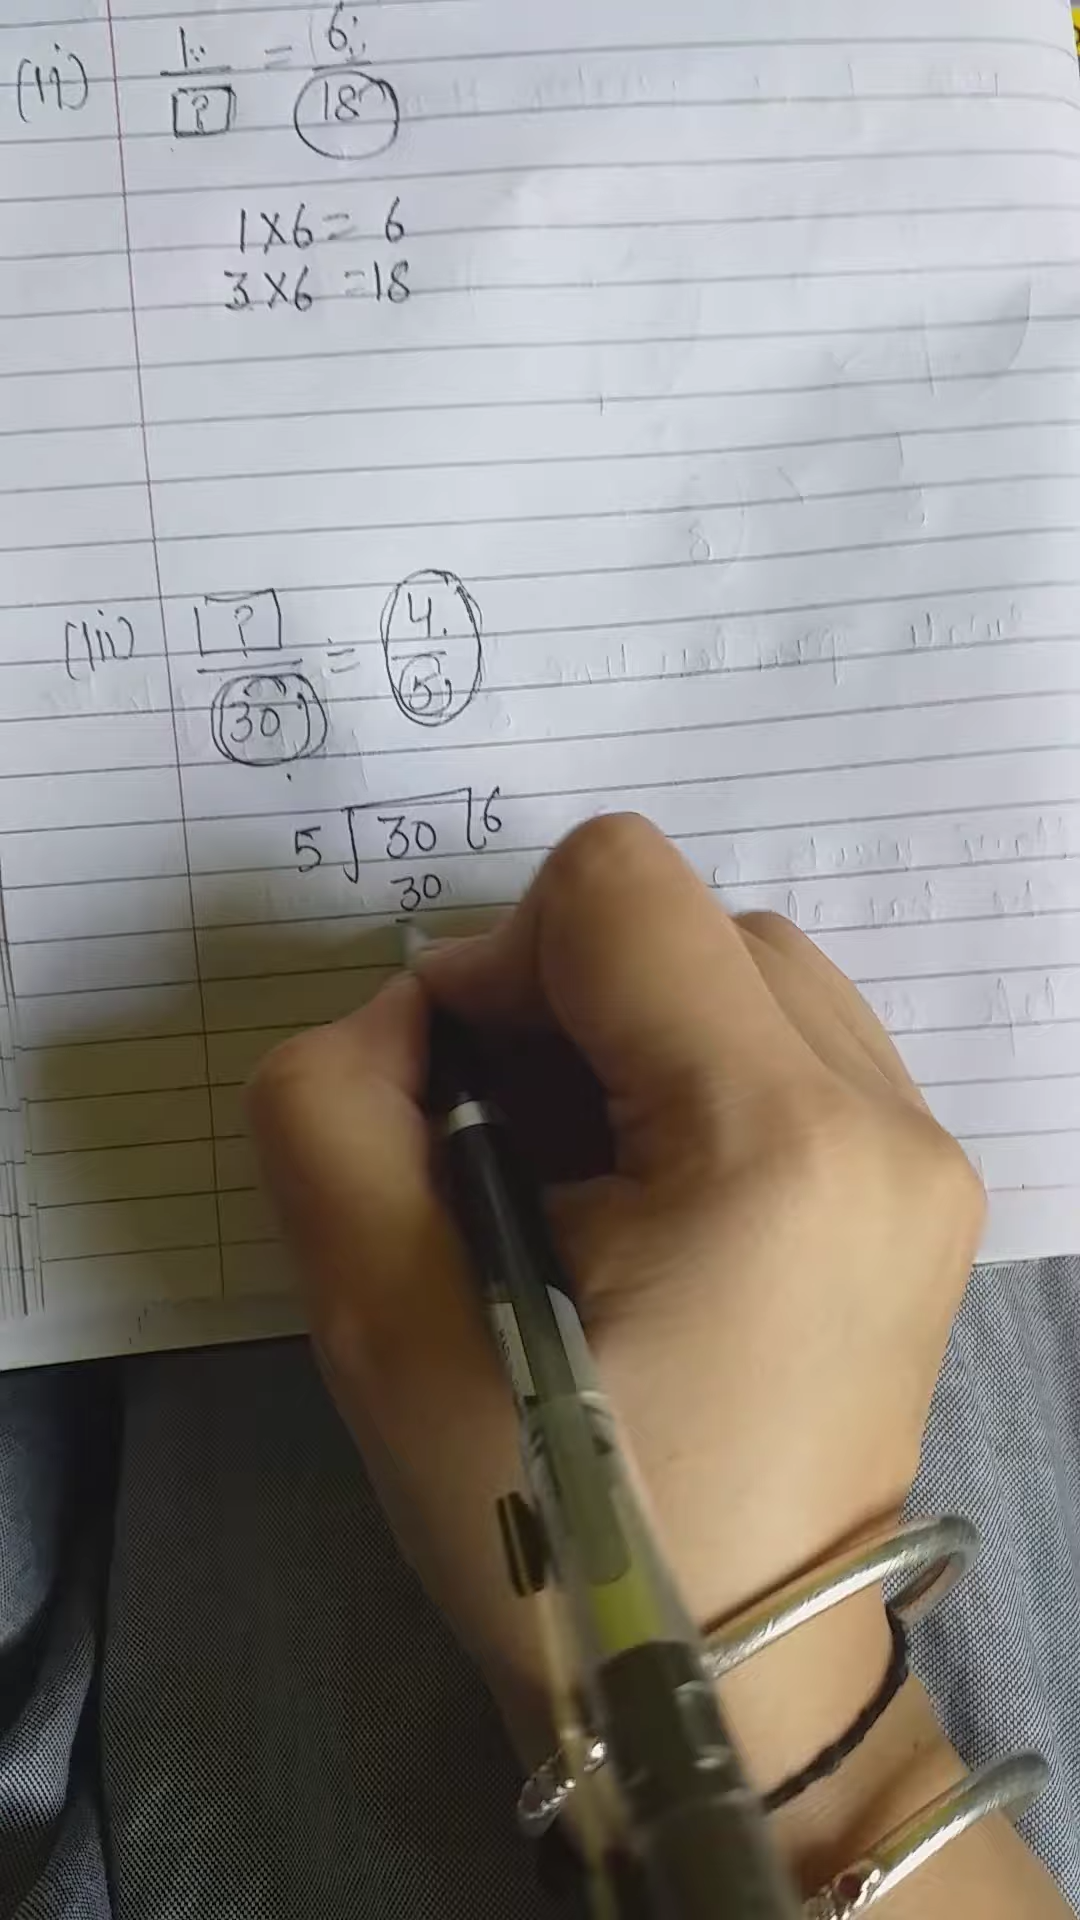 (ii) 1/[?] = 6/18
1×6 = 6
3×6 = 18
(iii) [?]/30 = 4/5
5 ) 30 ( 6
30